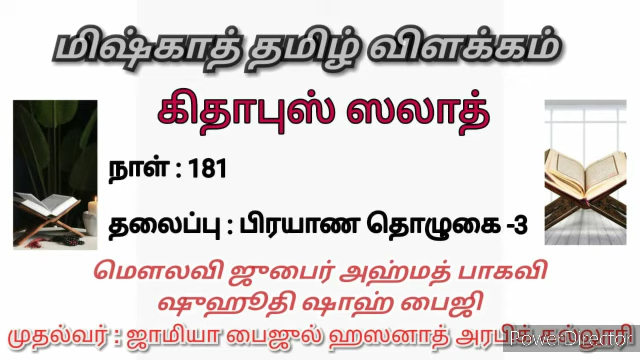 மிஷ்காத் தமிழ் விளக்கம்
கிதாபுஸ் ஸலாத்
நாள் : 181
தலைப்பு : பிரயாண தொழுகை -3
மௌலவி ஜுபைர் அஹ்மத் பாகவி
ஷுஹூதி ஷாஹ் பைஜி
முதல்வர் : ஜாமியா பைஜுல் ஹஸனாத் அரபிக் கல்லூரி
PowerDirector